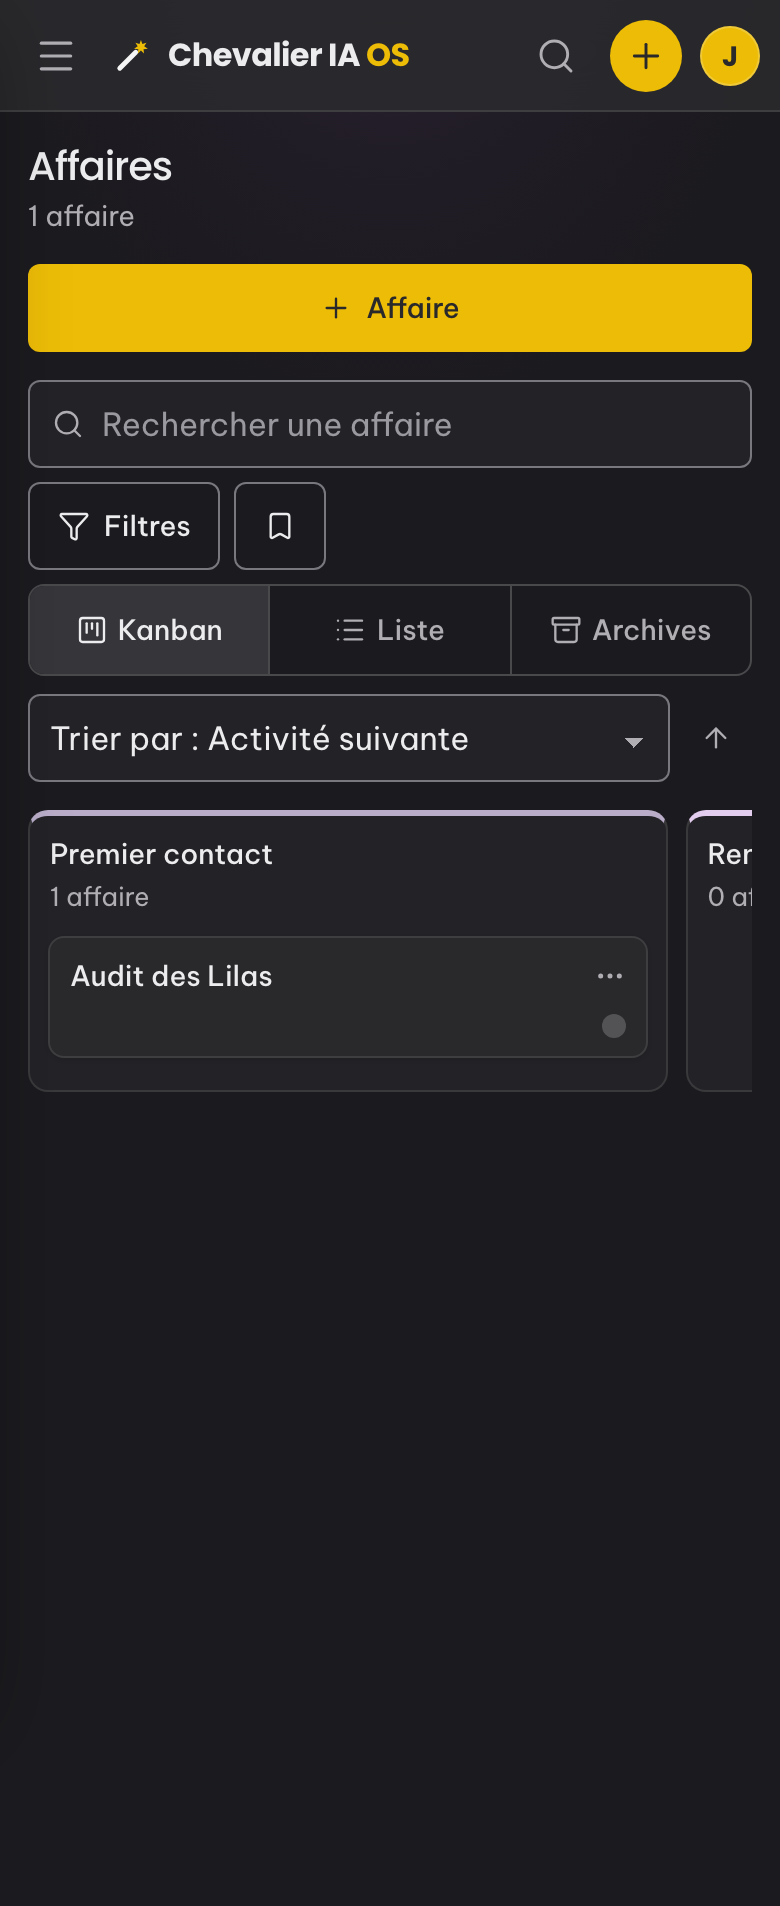 Chevalier IA OS
J
Affaires
1 affaire
+ Affaire
Rechercher une affaire
Filtres
Kanban
Liste
Archives
Trier par : Activité suivante
Premier contact
1 affaire
Audit des Lilas
0